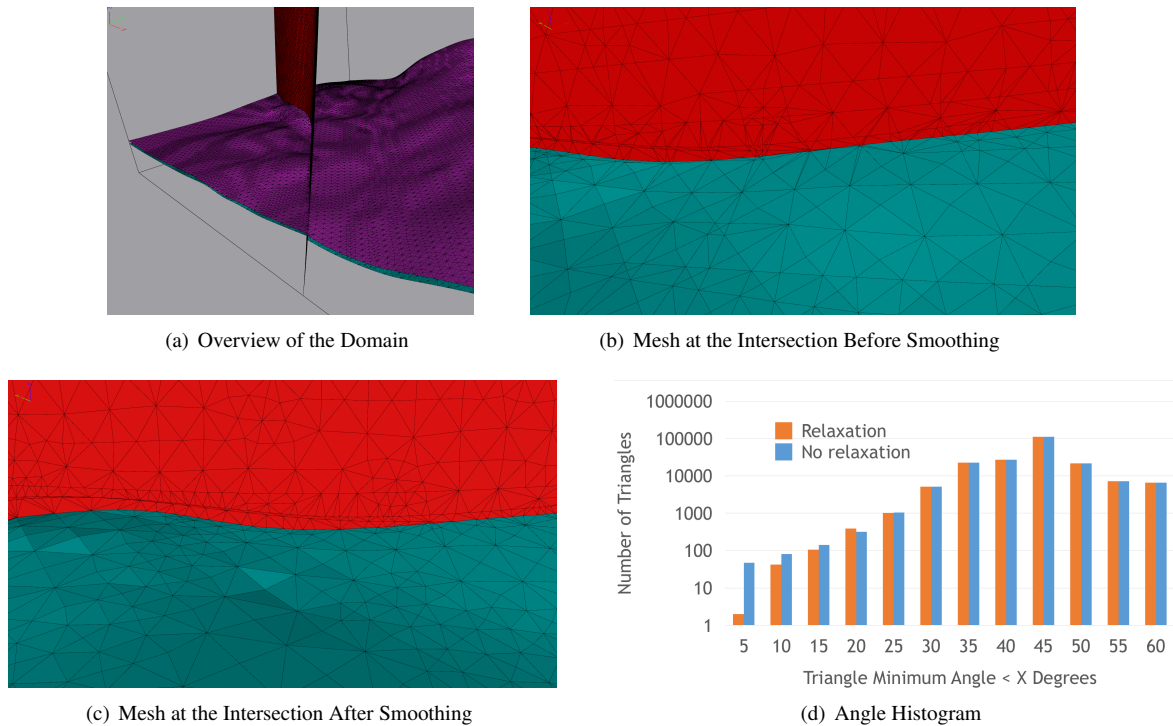 (a) Overview of the Domain
(b) Mesh at the Intersection Before Smoothing
(c) Mesh at the Intersection After Smoothing
1000000
100000
10000
1000
100
10
1
Number of Triangles
Relaxation
No relaxation
5 10 15 20 25 30 35 40 45 50 55 60
Triangle Minimum Angle < X Degrees
(d) Angle Histogram